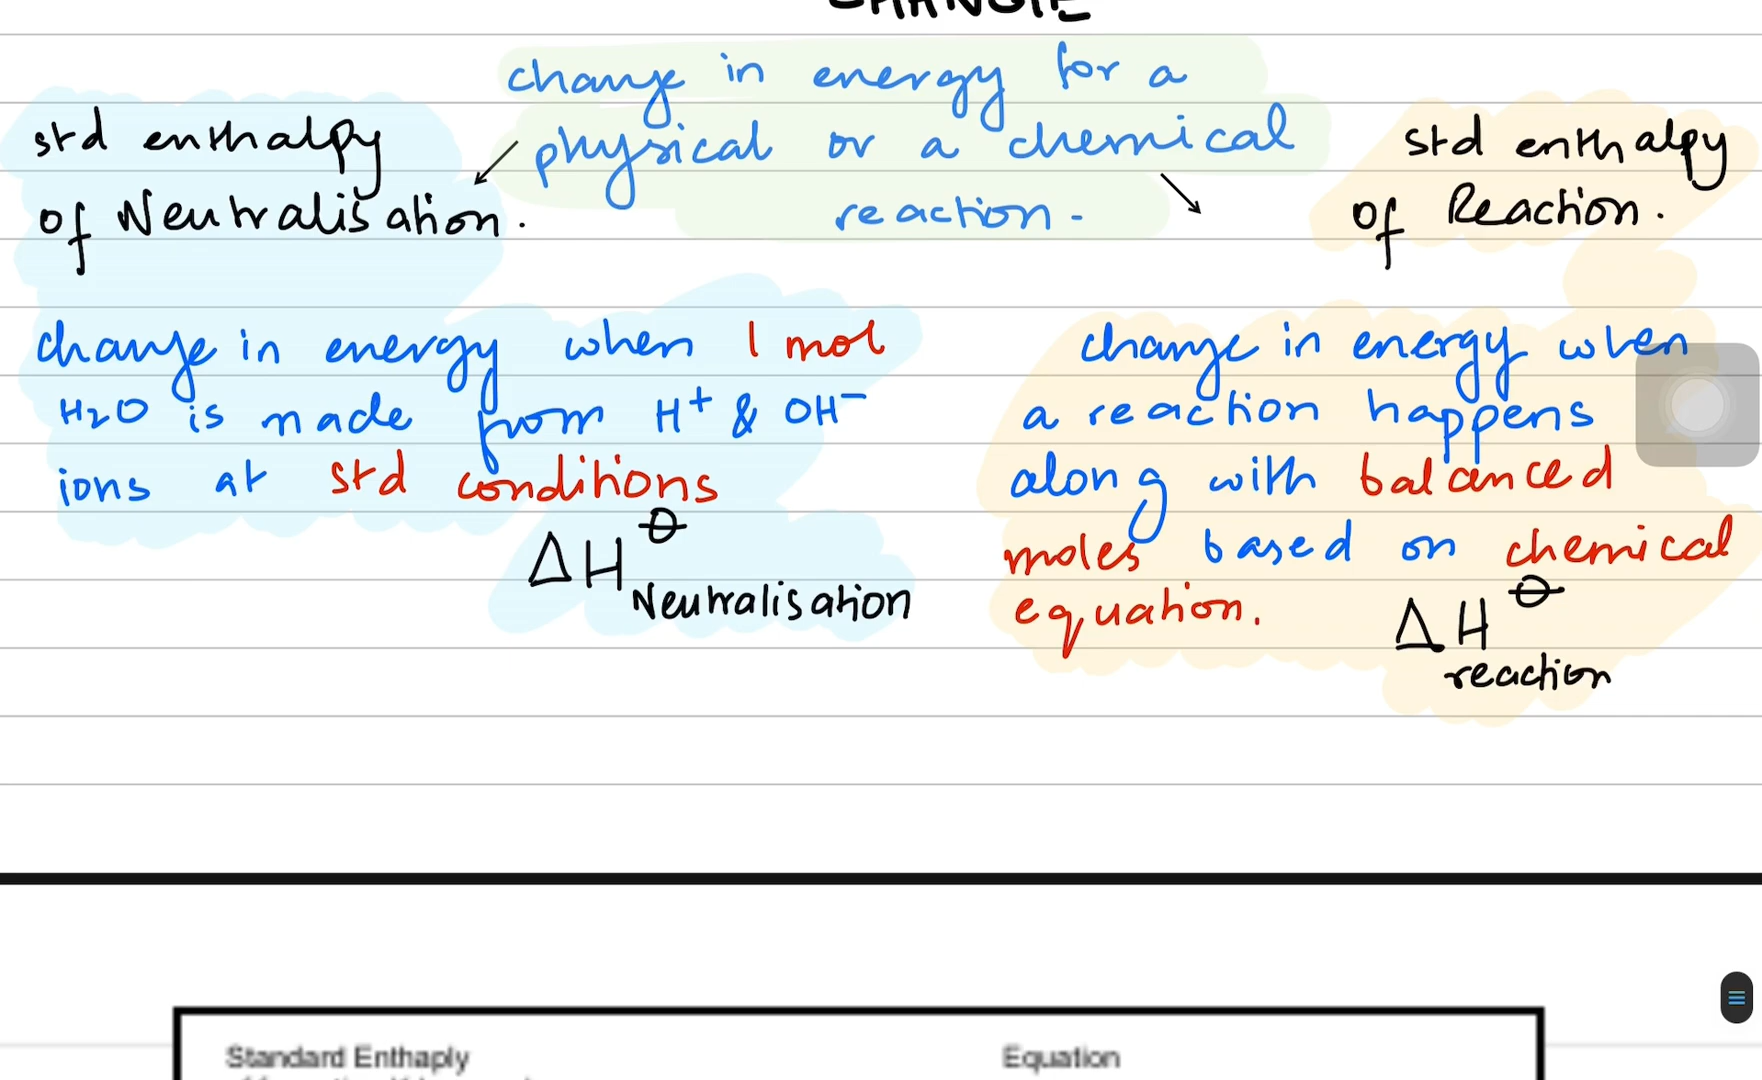 change in energy for a
physical or a chemical
reaction.
std enthalpy
of Neutralisation.
change in energy when 1 mol
H₂O is made from H⁺ & OH⁻
ions at std conditions
ΔH⦵ Neutralisation
std enthalpy
of Reaction.
change in energy when
a reaction happens
along with balanced
moles based on chemical
equation.
ΔH⦵ reaction
Standard Enthaply
Equation